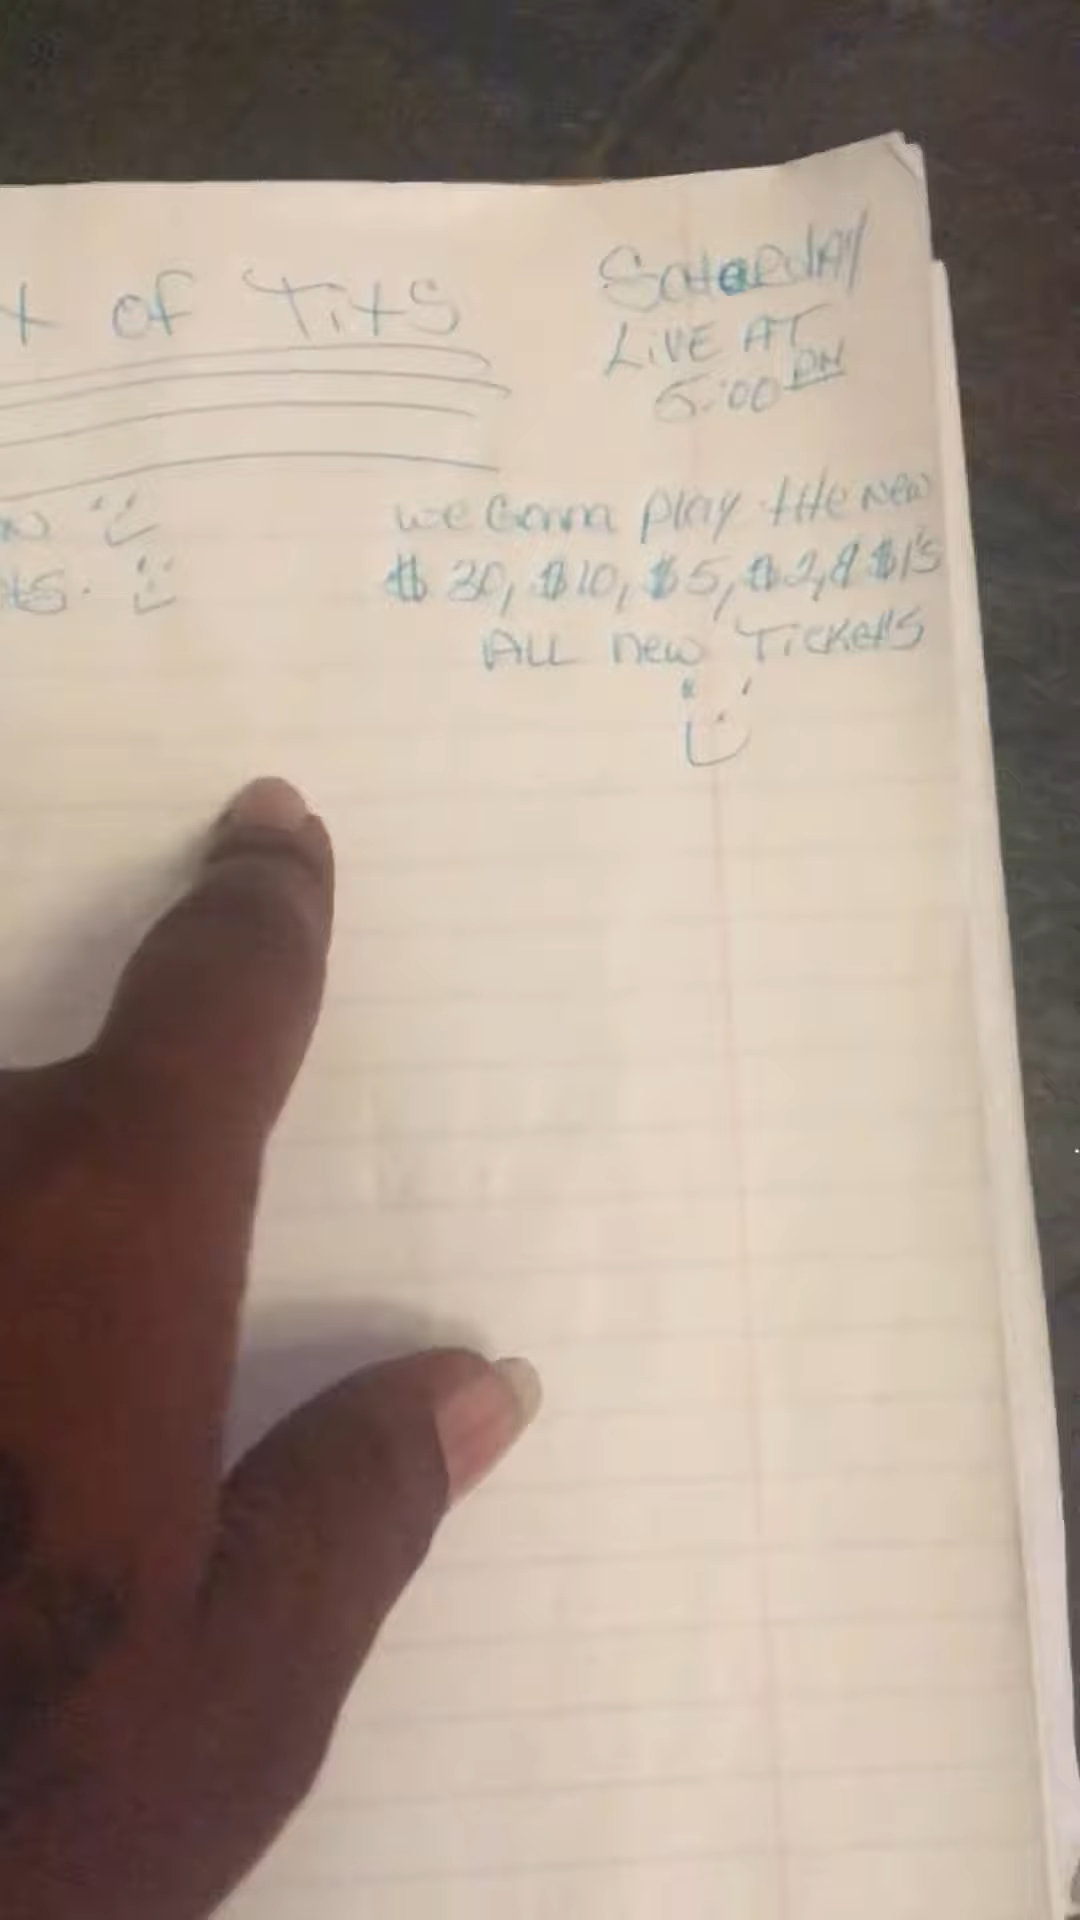 of TitS
SaturdAY
LiVE AT
5:00 PM
we Gonna play tHe New
$30, $10, $5, $2, & $1's
ALL new Tickets